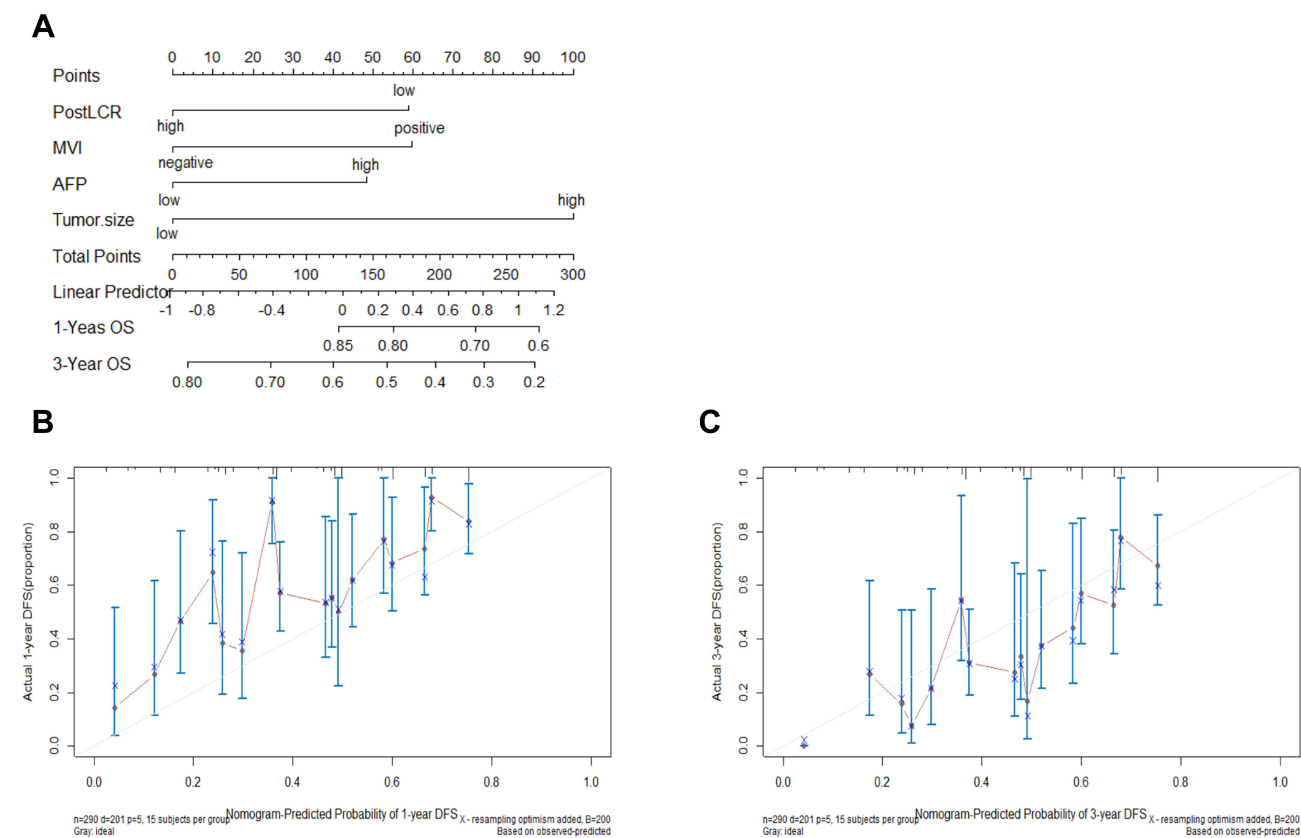 A
Points
0 10 20 30 40 50 60 70 80 90 100
low
PostLCR
high
positive
MVI
negative
high
AFP
low
high
Tumor.size
low
Total Points
0 50 100 150 200 250 300
Linear Predictor
-1 -0.8 -0.4 0 0.2 0.4 0.6 0.8 1 1.2
1-Yeas OS
0.85 0.80 0.70 0.6
3-Year OS
0.80 0.70 0.6 0.5 0.4 0.3 0.2
B
Actual 1-year DFS(proportion)
1.0
0.8
0.6
0.4
0.2
0.0
0.0 0.2 0.4 0.6 0.8 1.0
Nomogram-Predicted Probability of 1-year DFS
n=290 d=201 p=5, 15 subjects per group
Gray: ideal
X - resampling optimism added, B=200
Based on observed-predicted
C
Actual 3-year DFS(proportion)
1.0
0.8
0.6
0.4
0.2
0.0
0.0 0.2 0.4 0.6 0.8 1.0
Nomogram-Predicted Probability of 3-year DFS
n=290 d=201 p=5, 15 subjects per group
Gray: ideal
X - resampling optimism added, B=200
Based on observed-predicted